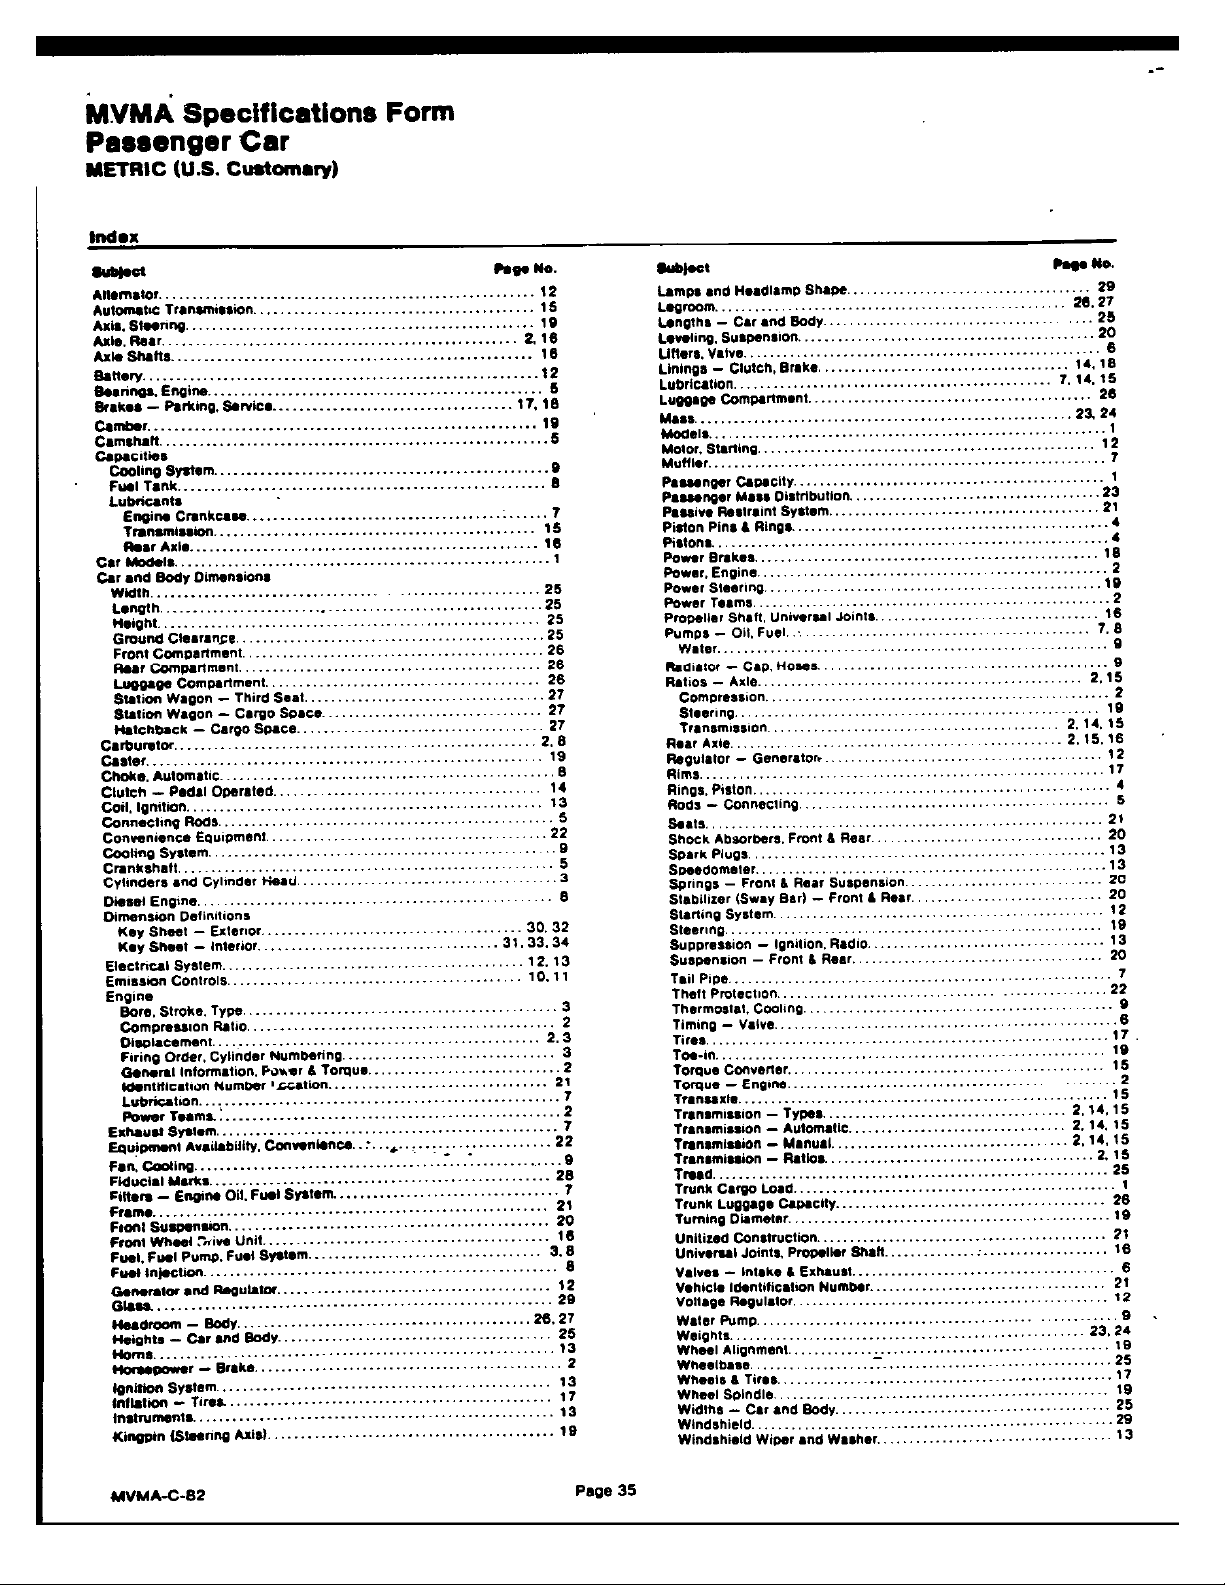 MVMA Specifications Form
Passenger Car
METRIC (U.S. Customary)
Index
Subject Page No.
Alternator 12
Automatic Transmission 15
Axis, Steering 19
Axle, Rear 2, 16
Axle Shafts 16
Battery 12
Bearings, Engine 5
Brakes — Parking, Service 17, 18
Camber 19
Camshaft 5
Capacities
Cooling System 9
Fuel Tank 8
Lubricants
Engine Crankcase 7
Transmission 15
Rear Axle 16
Car Models 1
Car and Body Dimensions
Width 25
Length 25
Height 25
Ground Clearance 25
Front Compartment 26
Rear Compartment 26
Luggage Compartment 26
Station Wagon — Third Seat 27
Station Wagon — Cargo Space 27
Hatchback — Cargo Space 27
Carburetor 2, 8
Caster 19
Choke, Automatic 8
Clutch — Pedal Operated 14
Coil, Ignition 13
Connecting Rods 5
Convenience Equipment 22
Cooling System 9
Crankshaft 5
Cylinders and Cylinder Head 3
Diesel Engine 6
Dimension Definitions
Key Sheet — Exterior 30, 32
Key Sheet — Interior 31, 33, 34
Electrical System 12, 13
Emission Controls 10, 11
Engine
Bore, Stroke, Type 3
Compression Ratio 2
Displacement 2, 3
Firing Order, Cylinder Numbering 3
General Information, Power & Torque 2
Identification Number Location 21
Lubrication 7
Power Teams 2
Exhaust System 7
Equipment Availability, Convenience 22
Fan, Cooling 9
Fiducial Marks 28
Filters — Engine Oil, Fuel System 7
Frame 21
Front Suspension 20
Front Wheel Drive Unit 16
Fuel, Fuel Pump, Fuel System 3, 8
Fuel Injection 8
Generator and Regulator 12
Glass 29
Headroom — Body 26, 27
Heights — Car and Body 25
Horns 13
Horsepower — Brake 2
Ignition System 13
Inflation — Tires 17
Instruments 13
Kingpin (Steering Axis) 19
Subject Page No.
Lamps and Headlamp Shape 29
Legroom 26, 27
Lengths — Car and Body 25
Leveling, Suspension 20
Lifters, Valve 6
Linings — Clutch, Brake 14, 18
Lubrication 7, 14, 15
Luggage Compartment 26
Mass 23, 24
Models 1
Motor, Starting 12
Muffler 7
Passenger Capacity 1
Passenger Mass Distribution 23
Passive Restraint System 21
Piston Pins & Rings 4
Pistons 4
Power Brakes 18
Power, Engine 2
Power Steering 19
Power Teams 2
Propeller Shaft, Universal Joints 16
Pumps — Oil, Fuel 7, 8
Water 9
Radiator — Cap, Hoses 9
Ratios — Axle 2, 15
Compression 2
Steering 19
Transmission 2, 14, 15
Rear Axle 2, 15, 16
Regulator — Generator 12
Rims 17
Rings, Piston 4
Rods — Connecting 5
Seats 21
Shock Absorbers, Front & Rear 20
Spark Plugs 13
Speedometer 13
Springs — Front & Rear Suspension 20
Stabilizer (Sway Bar) — Front & Rear 20
Starting System 12
Steering 19
Suppression — Ignition, Radio 13
Suspension — Front & Rear 20
Tail Pipe 7
Theft Protection 22
Thermostat, Cooling 9
Timing — Valve 6
Tires 17
Toe-in 19
Torque Converter 15
Torque — Engine 2
Transaxle 15
Transmission — Types 2, 14, 15
Transmission — Automatic 2, 14, 15
Transmission — Manual 2, 14, 15
Transmission — Ratios 2, 15
Tread 25
Trunk Cargo Load 1
Trunk Luggage Capacity 26
Turning Diameter 19
Unitized Construction 21
Universal Joints, Propeller Shaft 16
Valves — Intake & Exhaust 6
Vehicle Identification Number 21
Voltage Regulator 12
Water Pump 9
Weights 23, 24
Wheel Alignment 19
Wheelbase 25
Wheels & Tires 17
Wheel Spindle 19
Widths — Car and Body 25
Windshield 29
Windshield Wiper and Washer 13
MVMA-C-82 Page 35